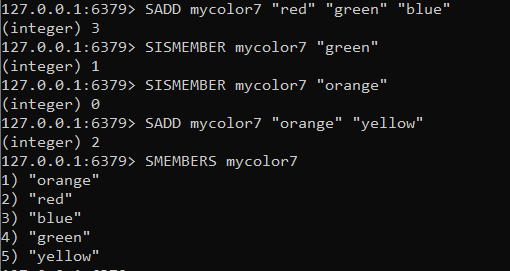 127.0.0.1:6379> SADD mycolor7 "red" "green" "blue"
(integer) 3
127.0.0.1:6379> SISMEMBER mycolor7 "green"
(integer) 1
127.0.0.1:6379> SISMEMBER mycolor7 "orange"
(integer) 0
127.0.0.1:6379> SADD mycolor7 "orange" "yellow"
(integer) 2
127.0.0.1:6379> SMEMBERS mycolor7
1) "orange"
2) "red"
3) "blue"
4) "green"
5) "yellow"